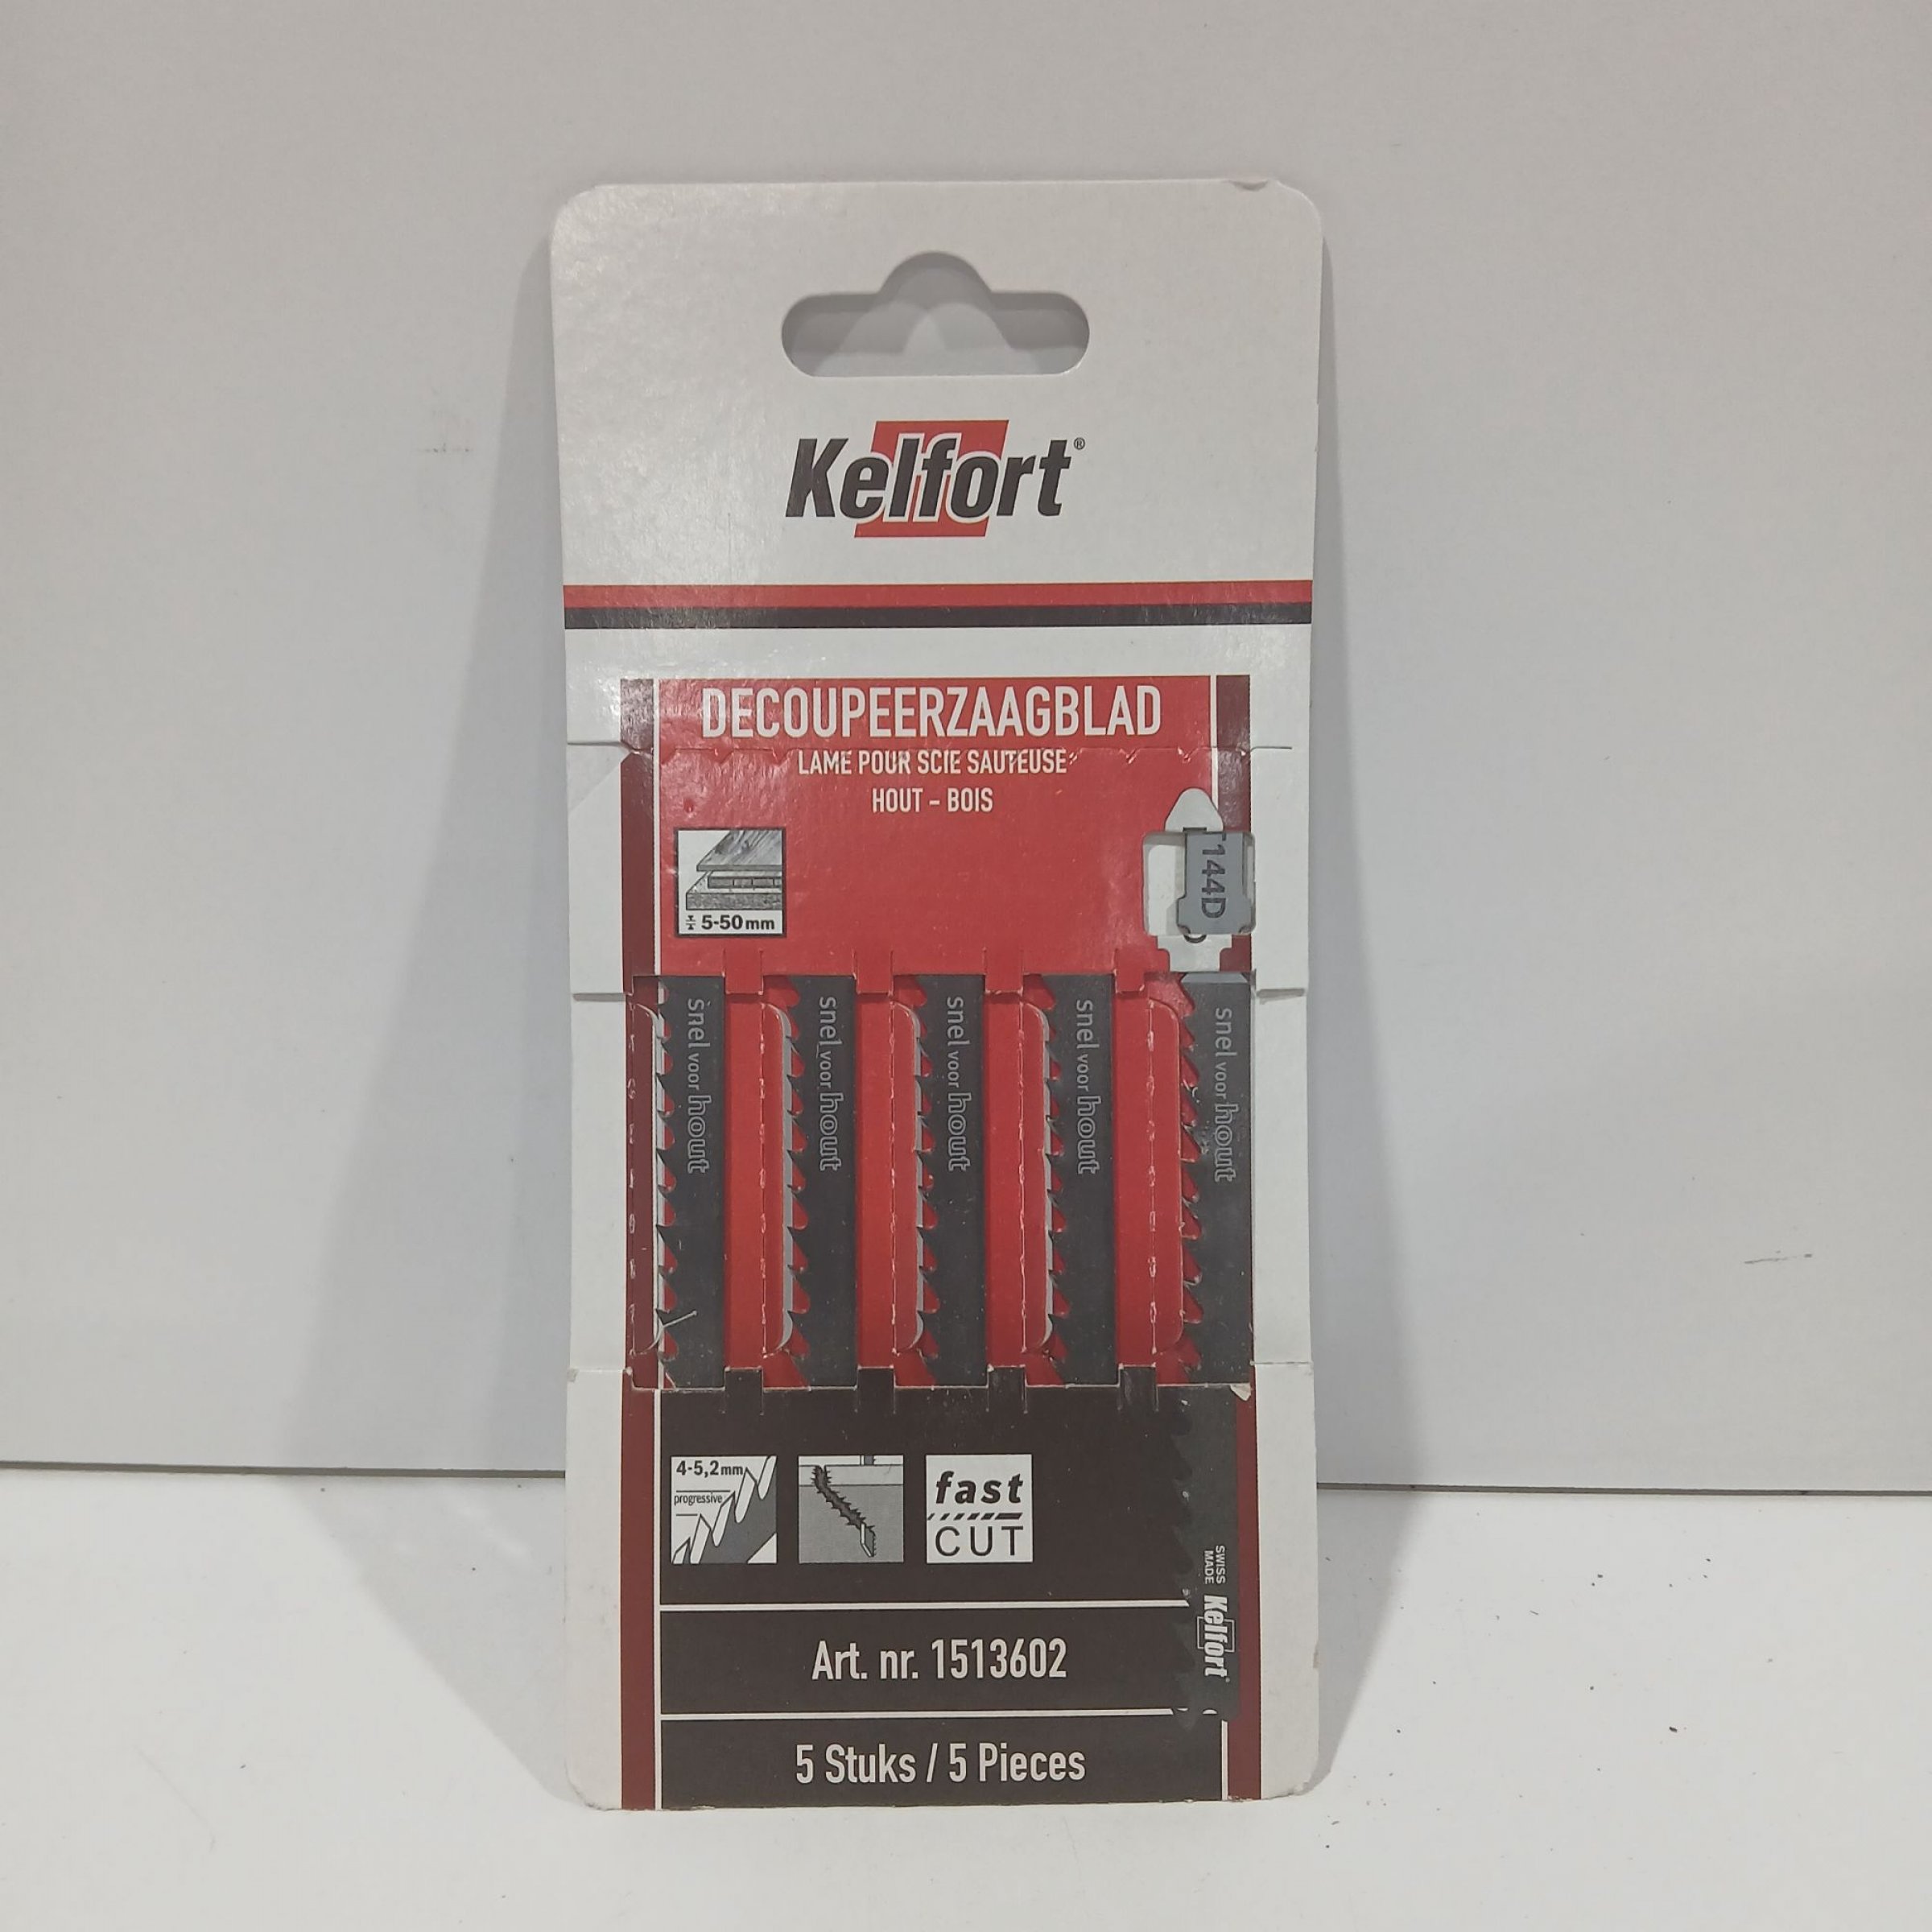 Kelfort®
DECOUPEERZAAGBLAD
LAME POUR SCIE SAUTEUSE
HOUT - BOIS
5-50mm
T144D
snel voor hout
snel voor hout
snel voor hout
snel voor hout
snel voor hout
4-5,2mm
progressive
fast
CUT
SWISS
MADE
Kelfort
Art. nr. 1513602
5 Stuks / 5 Pieces